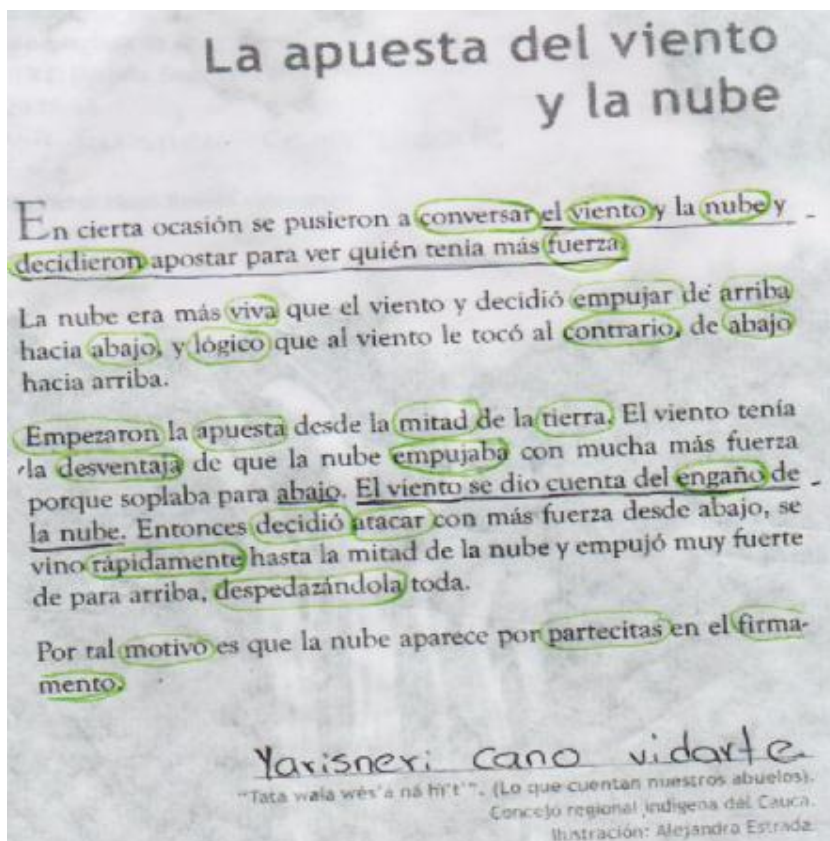 La apuesta del viento
y la nube
En cierta ocasión se pusieron a conversar el viento y la nube y
decidieron apostar para ver quién tenía más fuerza.
La nube era más viva que el viento y decidió empujar de arriba
hacia abajo, y lógico que al viento le tocó al contrario, de abajo
hacia arriba.
Empezaron la apuesta desde la mitad de la tierra. El viento tenía
la desventaja de que la nube empujaba con mucha más fuerza
porque soplaba para abajo. El viento se dio cuenta del engaño de
la nube. Entonces decidió atacar con más fuerza desde abajo, se
vino rápidamente hasta la mitad de la nube y empujó muy fuerte
de para arriba, despedazándola toda.
Por tal motivo es que la nube aparece por partecitas en el firma-
mento.
Yarisneri cano vidarte
"Tata wala wès'a ná hi't'". (Lo que cuentan nuestros abuelos).
Concejo regional indígena del Cauca.
Ilustración: Alejandra Estrada.